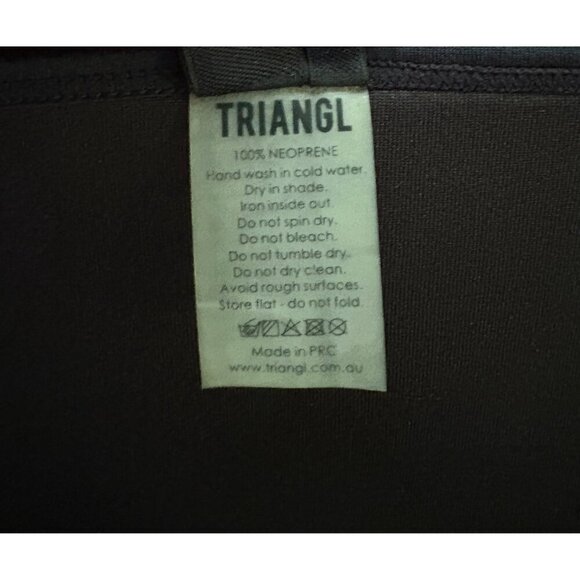 TRIANGL
100% NEOPRENE
Hand wash in cold water.
Dry in shade.
Iron inside out.
Do not spin dry.
Do not bleach.
Do not tumble dry.
Do not dry clean.
Avoid rough surfaces.
Store flat - do not fold.
Made in PRC
www.triangl.com.au